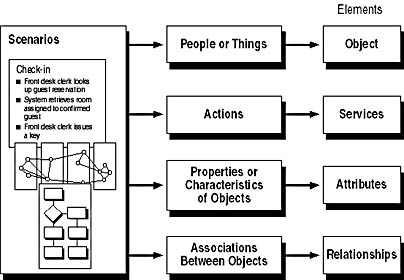 Elements
Scenarios
Check-in
Front desk clerk looks
up guest reservation
System retrieves room
assigned to confirmed
guest
Front desk clerk issues
a key
People or Things
Object
Actions
Services
Properties or
Characteristics
of Objects
Attributes
Associations
Between Objects
Relationships